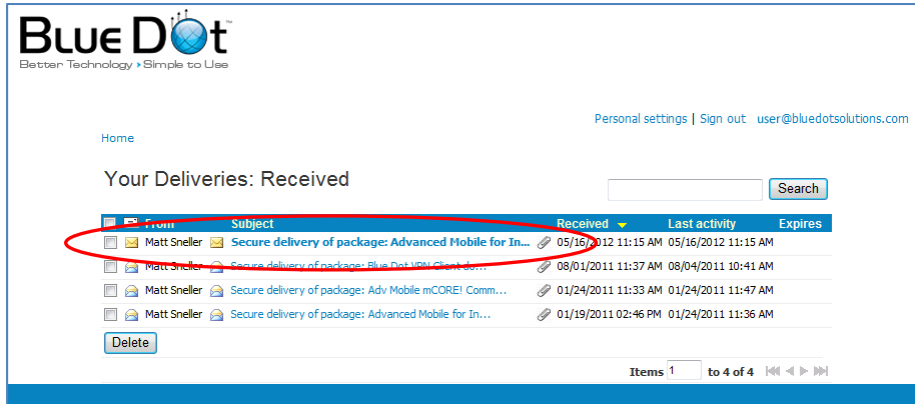 BLUE DOt™
Better Technology › Simple to Use
Personal settings | Sign out user@bluedotsolutions.com
Home
Your Deliveries: Received
Search
From Subject Received Last activity Expires
Matt Sneller Secure delivery of package: Advanced Mobile for In... 05/16/2012 11:15 AM 05/16/2012 11:15 AM
Matt Sneller Secure delivery of package: Blue Dot VPN Client do... 08/01/2011 11:37 AM 08/04/2011 10:41 AM
Matt Sneller Secure delivery of package: Adv Mobile mCORE! Comm... 01/24/2011 11:33 AM 01/24/2011 11:47 AM
Matt Sneller Secure delivery of package: Advanced Mobile for In... 01/19/2011 02:46 PM 01/24/2011 11:36 AM
Delete
Items 1 to 4 of 4